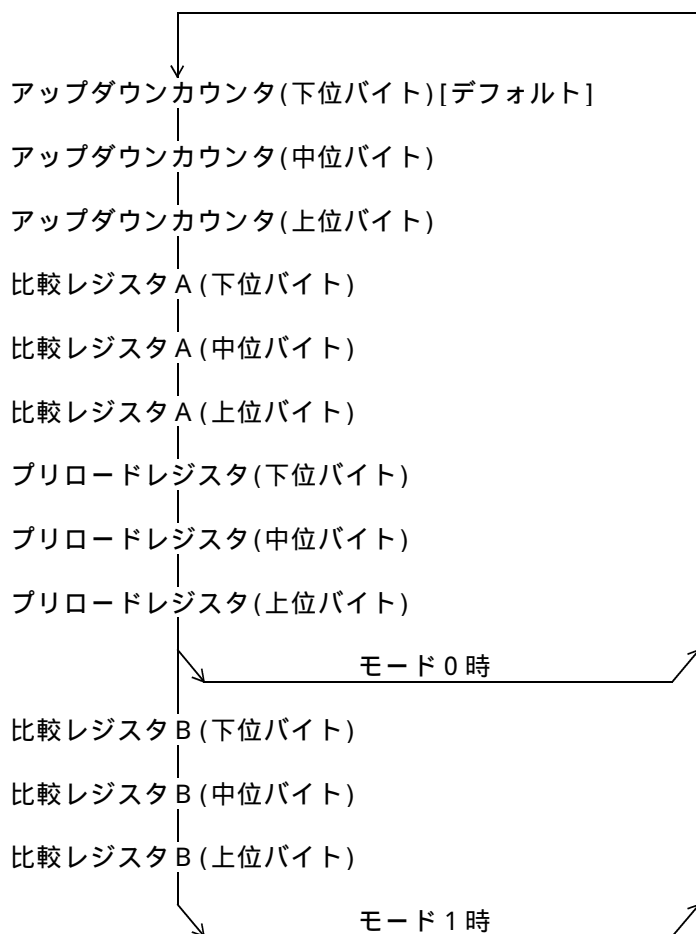 アップダウンカウンタ(下位バイト)[デフォルト]
アップダウンカウンタ(中位バイト)
アップダウンカウンタ(上位バイト)
比較レジスタA(下位バイト)
比較レジスタA(中位バイト)
比較レジスタA(上位バイト)
プリロードレジスタ(下位バイト)
プリロードレジスタ(中位バイト)
プリロードレジスタ(上位バイト)
モード0時
比較レジスタB(下位バイト)
比較レジスタB(中位バイト)
比較レジスタB(上位バイト)
モード1時